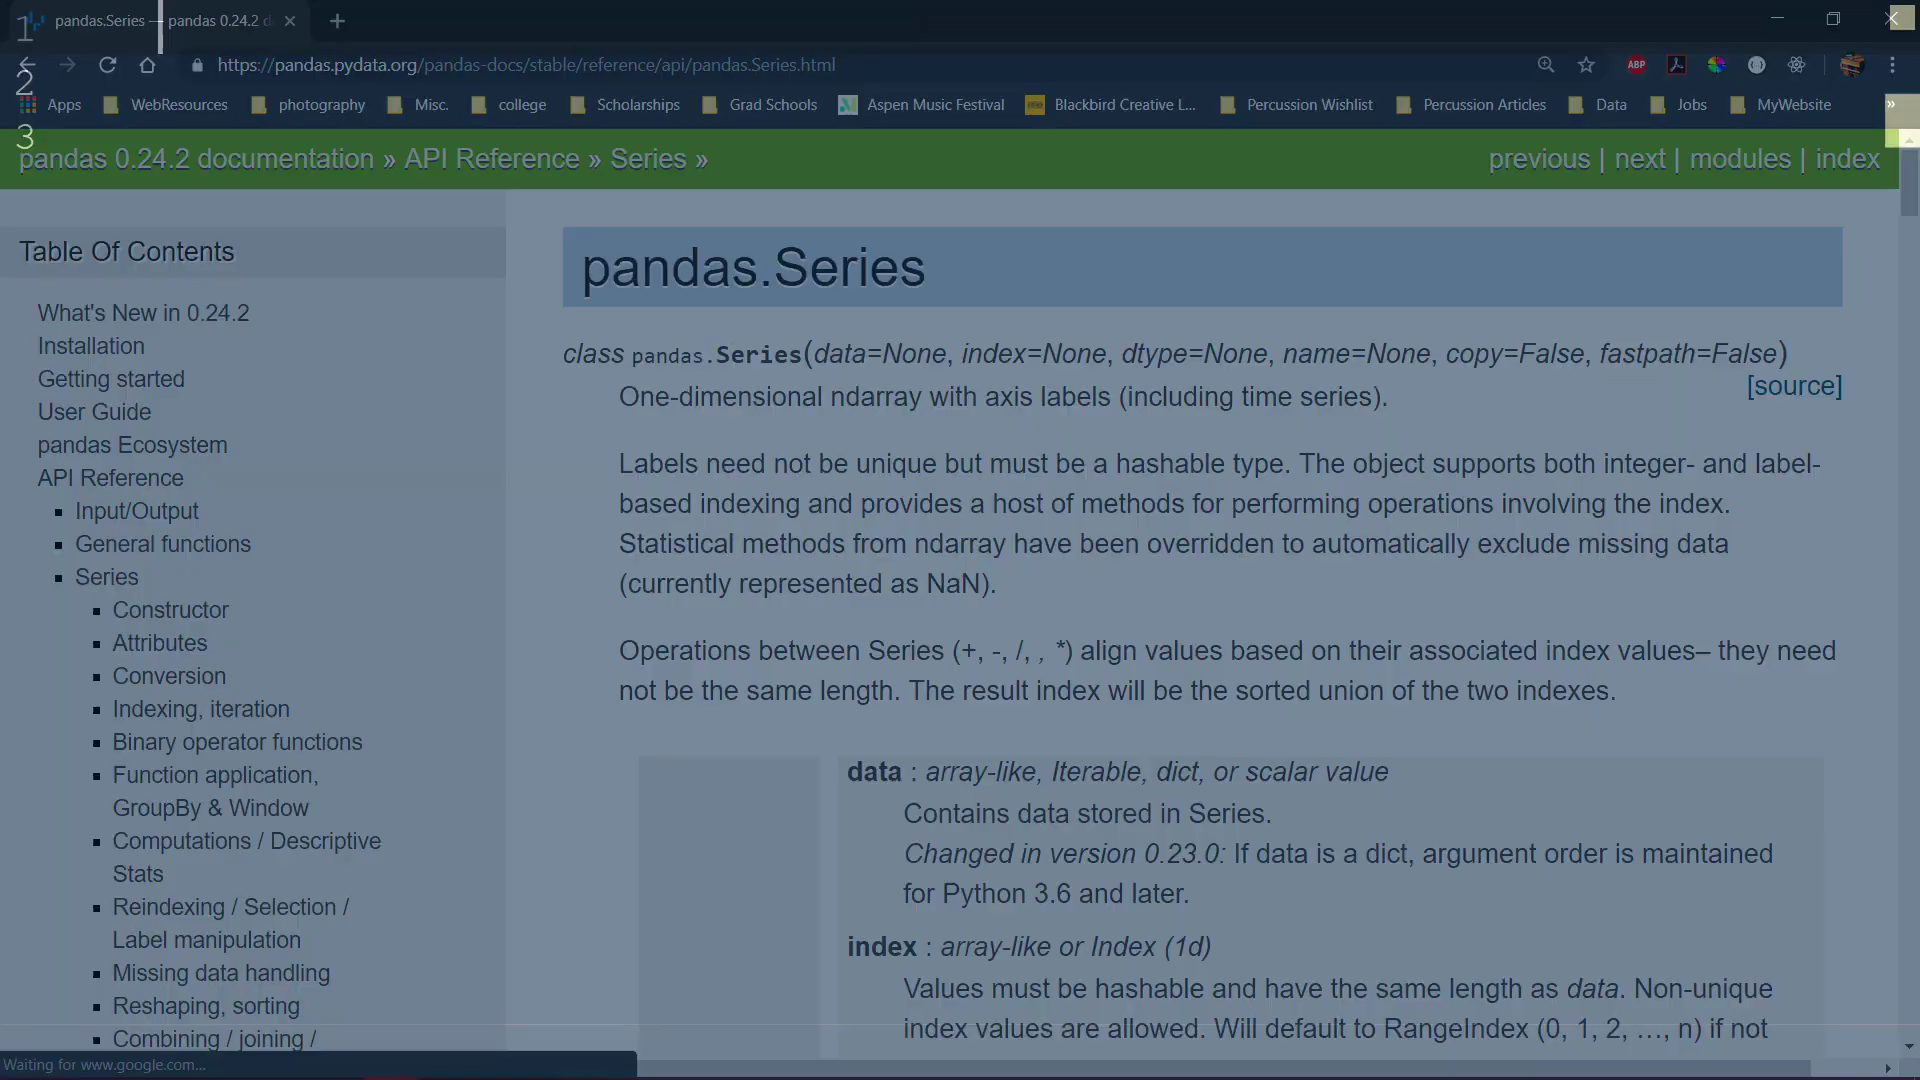 1
pandas.Series — pandas 0.24.2 d
https://pandas.pydata.org/pandas-docs/stable/reference/api/pandas.Series.html
ABP
2
Apps WebResources photography Misc. college Scholarships Grad Schools Aspen Music Festival Blackbird Creative L... Percussion Wishlist Percussion Articles Data Jobs MyWebsite »
3
pandas 0.24.2 documentation » API Reference » Series »
previous | next | modules | index
Table Of Contents
What's New in 0.24.2
Installation
Getting started
User Guide
pandas Ecosystem
API Reference
Input/Output
General functions
Series
Constructor
Attributes
Conversion
Indexing, iteration
Binary operator functions
Function application,
GroupBy & Window
Computations / Descriptive
Stats
Reindexing / Selection /
Label manipulation
Missing data handling
Reshaping, sorting
Combining / joining /
pandas.Series
class pandas.Series(data=None, index=None, dtype=None, name=None, copy=False, fastpath=False)
[source]
One-dimensional ndarray with axis labels (including time series).
Labels need not be unique but must be a hashable type. The object supports both integer- and label-
based indexing and provides a host of methods for performing operations involving the index.
Statistical methods from ndarray have been overridden to automatically exclude missing data
(currently represented as NaN).
Operations between Series (+, -, /, , *) align values based on their associated index values– they need
not be the same length. The result index will be the sorted union of the two indexes.
data : array-like, Iterable, dict, or scalar value
Contains data stored in Series.
Changed in version 0.23.0: If data is a dict, argument order is maintained
for Python 3.6 and later.
index : array-like or Index (1d)
Values must be hashable and have the same length as data. Non-unique
index values are allowed. Will default to RangeIndex (0, 1, 2, …, n) if not
Waiting for www.google.com...